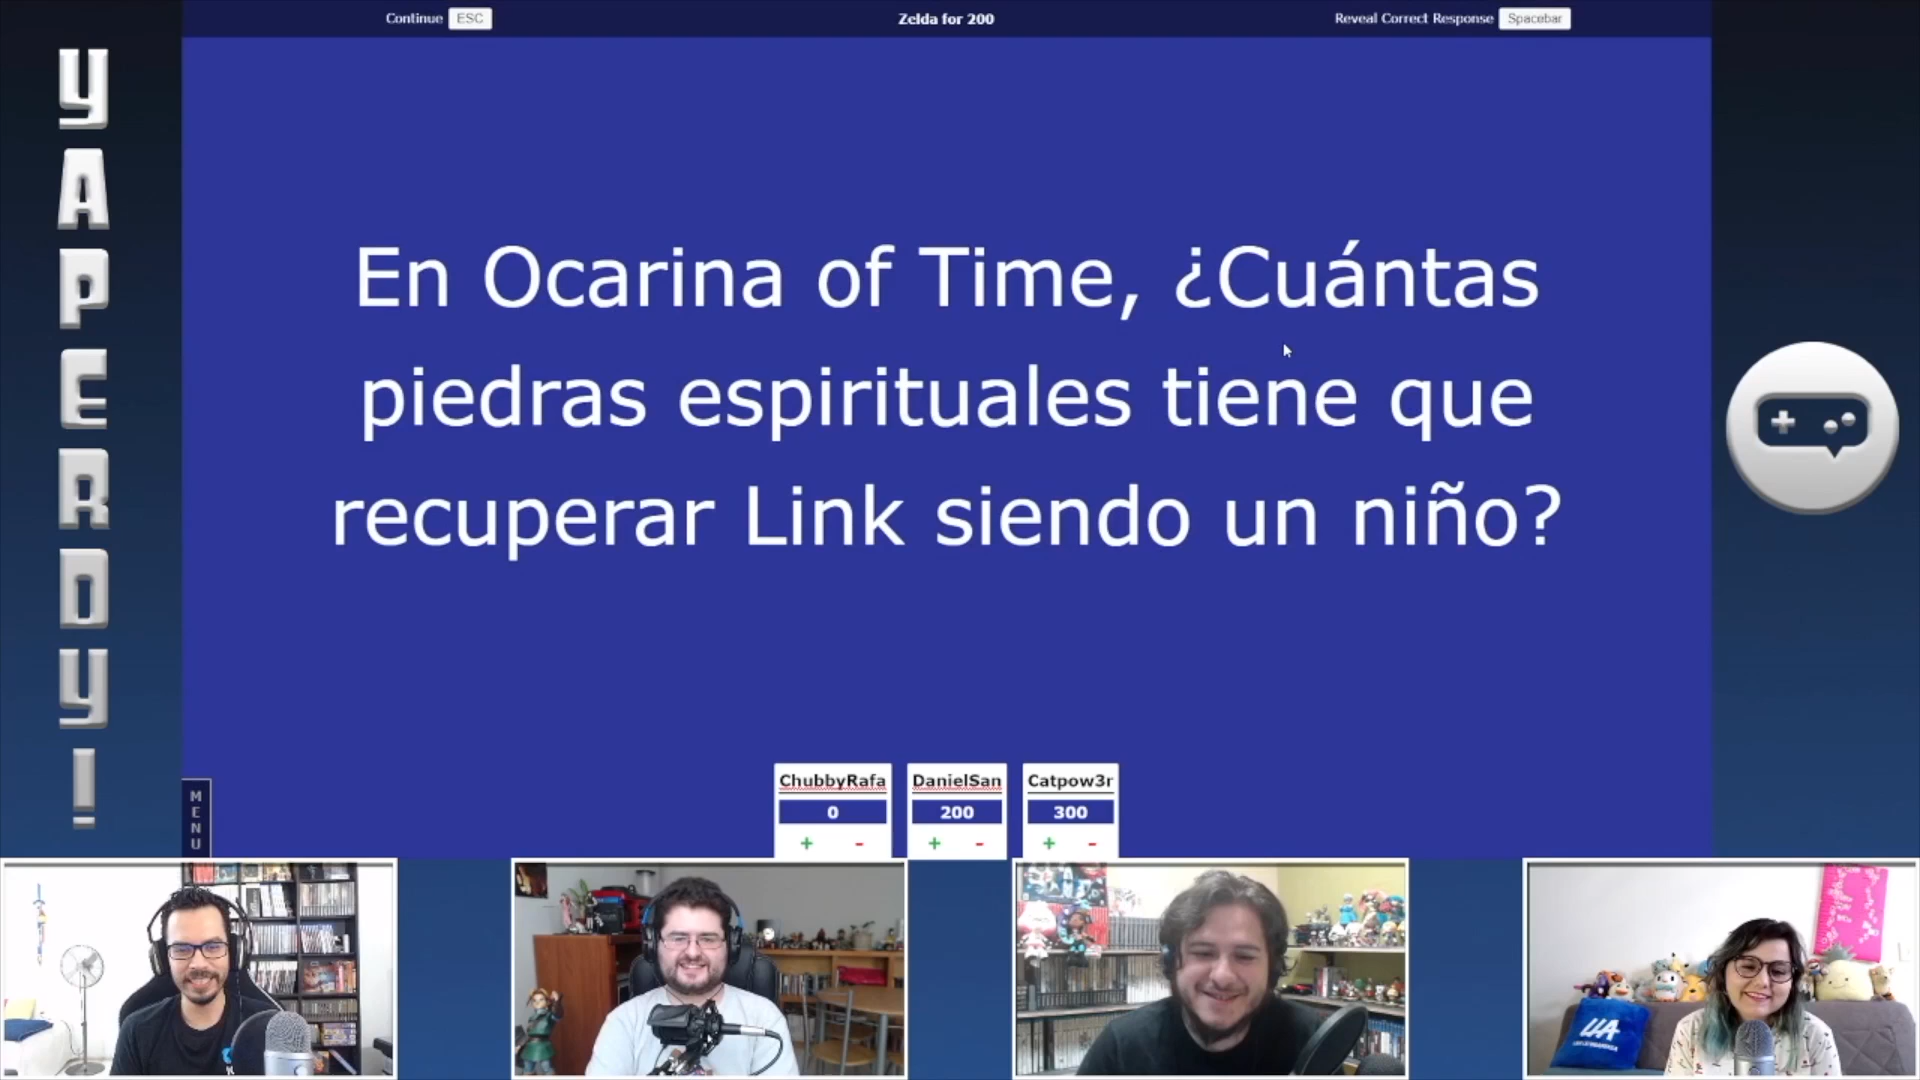 Continue ESC
Zelda for 200
Reveal Correct Response Spacebar
YAPERDY!
En Ocarina of Time, ¿Cuántas
piedras espirituales tiene que
recuperar Link siendo un niño?
MENU
ChubbyRafa
0
+ -
DanielSan
200
+ -
Catpow3r
300
+ -